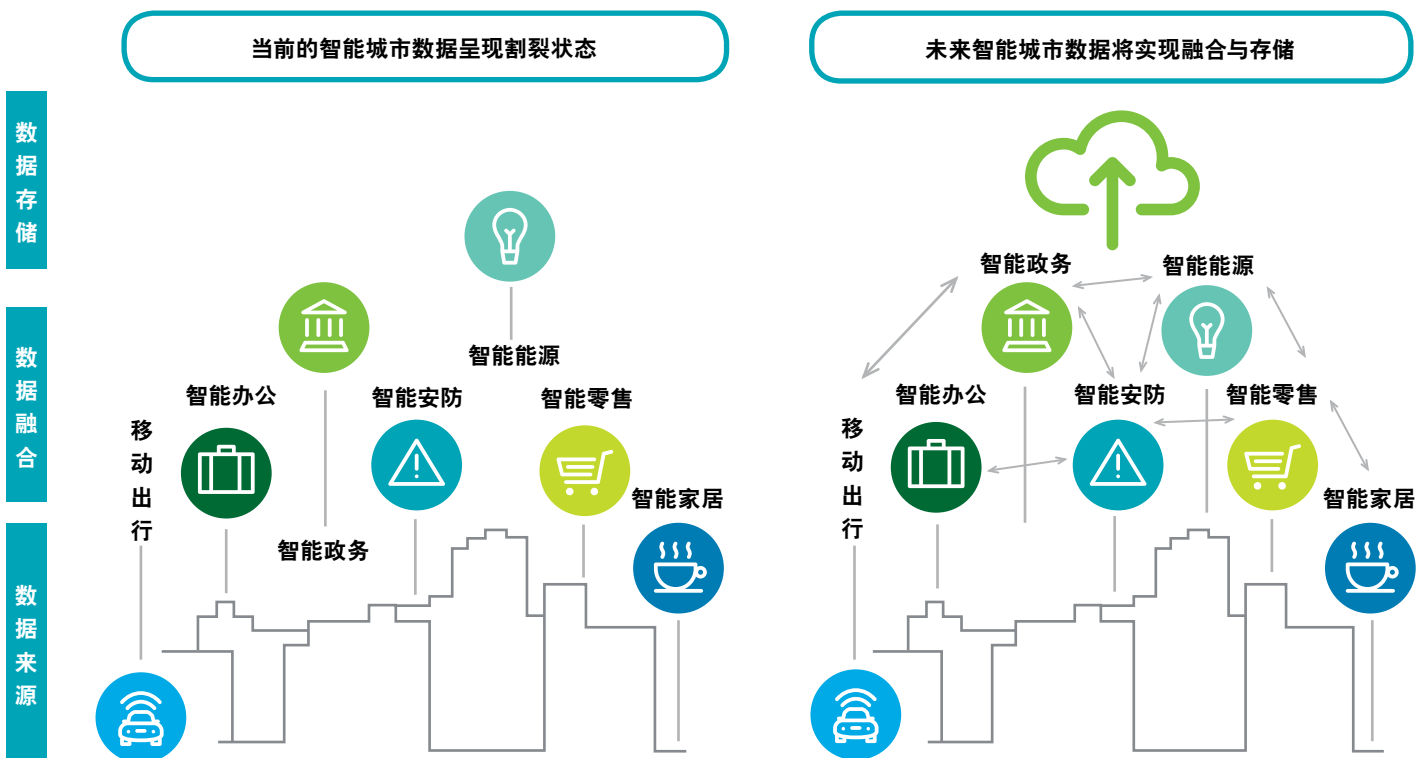 当前的智能城市数据呈现割裂状态
未来智能城市数据将实现融合与存储
数据存储
数据融合
数据来源
智能能源
智能办公
智能安防
智能零售
移动出行
智能家居
智能政务
智能政务
智能能源
智能办公
智能安防
智能零售
移动出行
智能家居